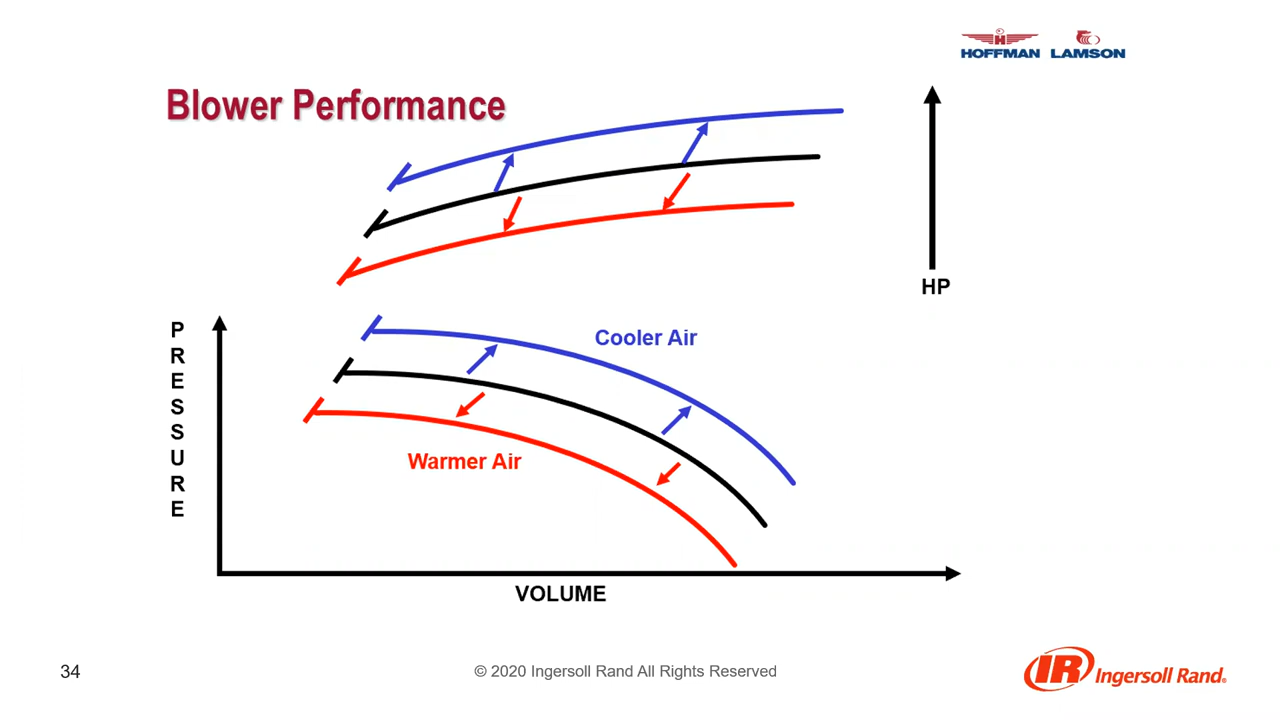 HOFFMAN LAMSON
Blower Performance
HP
PRESSURE
Cooler Air
Warmer Air
VOLUME
34
© 2020 Ingersoll Rand All Rights Reserved
IR Ingersoll Rand®